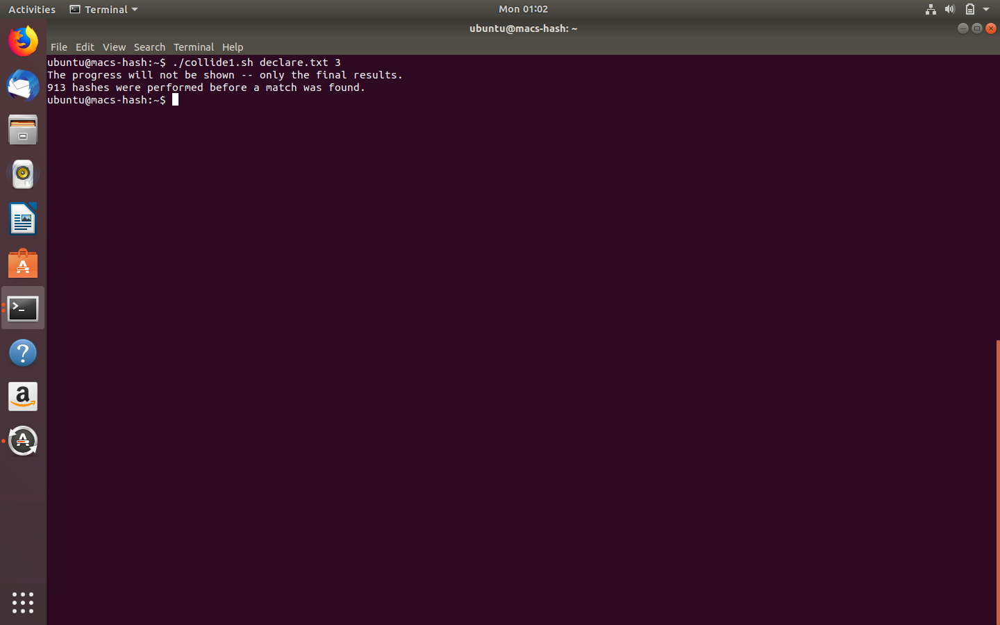 Activities Terminal Mon 01:02
ubuntu@macs-hash: ~
File Edit View Search Terminal Help
ubuntu@macs-hash:~$ ./collide1.sh declare.txt 3
The progress will not be shown -- only the final results.
913 hashes were performed before a match was found.
ubuntu@macs-hash:~$